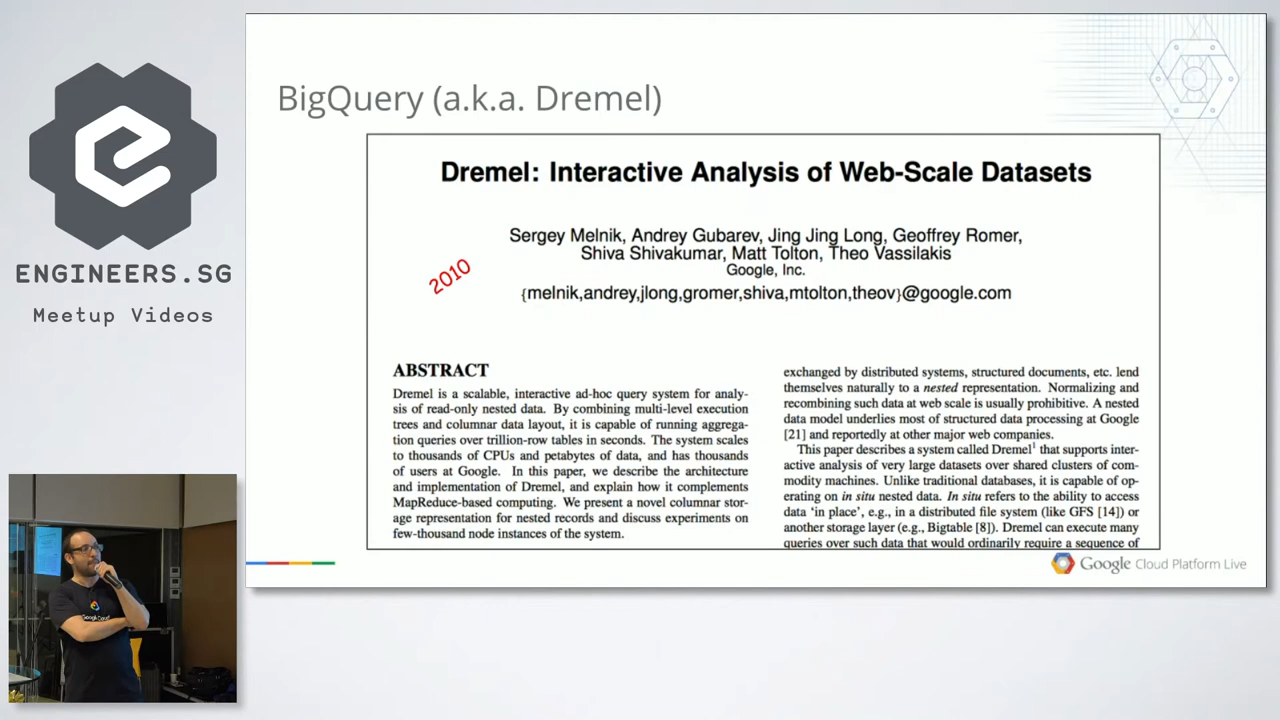 ENGINEERS.SG
Meetup Videos
BigQuery (a.k.a. Dremel)
Dremel: Interactive Analysis of Web-Scale Datasets
Sergey Melnik, Andrey Gubarev, Jing Jing Long, Geoffrey Romer,
Shiva Shivakumar, Matt Tolton, Theo Vassilakis
Google, Inc.
{melnik,andrey,jlong,gromer,shiva,mtolton,theov}@google.com
2010
ABSTRACT
Dremel is a scalable, interactive ad-hoc query system for analy-
sis of read-only nested data. By combining multi-level execution
trees and columnar data layout, it is capable of running aggrega-
tion queries over trillion-row tables in seconds. The system scales
to thousands of CPUs and petabytes of data, and has thousands
of users at Google. In this paper, we describe the architecture
and implementation of Dremel, and explain how it complements
MapReduce-based computing. We present a novel columnar stor-
age representation for nested records and discuss experiments on
few-thousand node instances of the system.
exchanged by distributed systems, structured documents, etc. lend
themselves naturally to a nested representation. Normalizing and
recombining such data at web scale is usually prohibitive. A nested
data model underlies most of structured data processing at Google
[21] and reportedly at other major web companies.
This paper describes a system called Dremel1 that supports inter-
active analysis of very large datasets over shared clusters of com-
modity machines. Unlike traditional databases, it is capable of op-
erating on in situ nested data. In situ refers to the ability to access
data 'in place', e.g., in a distributed file system (like GFS [14]) or
another storage layer (e.g., Bigtable [8]). Dremel can execute many
queries over such data that would ordinarily require a sequence of
Google Cloud Platform Live
Google Cloud